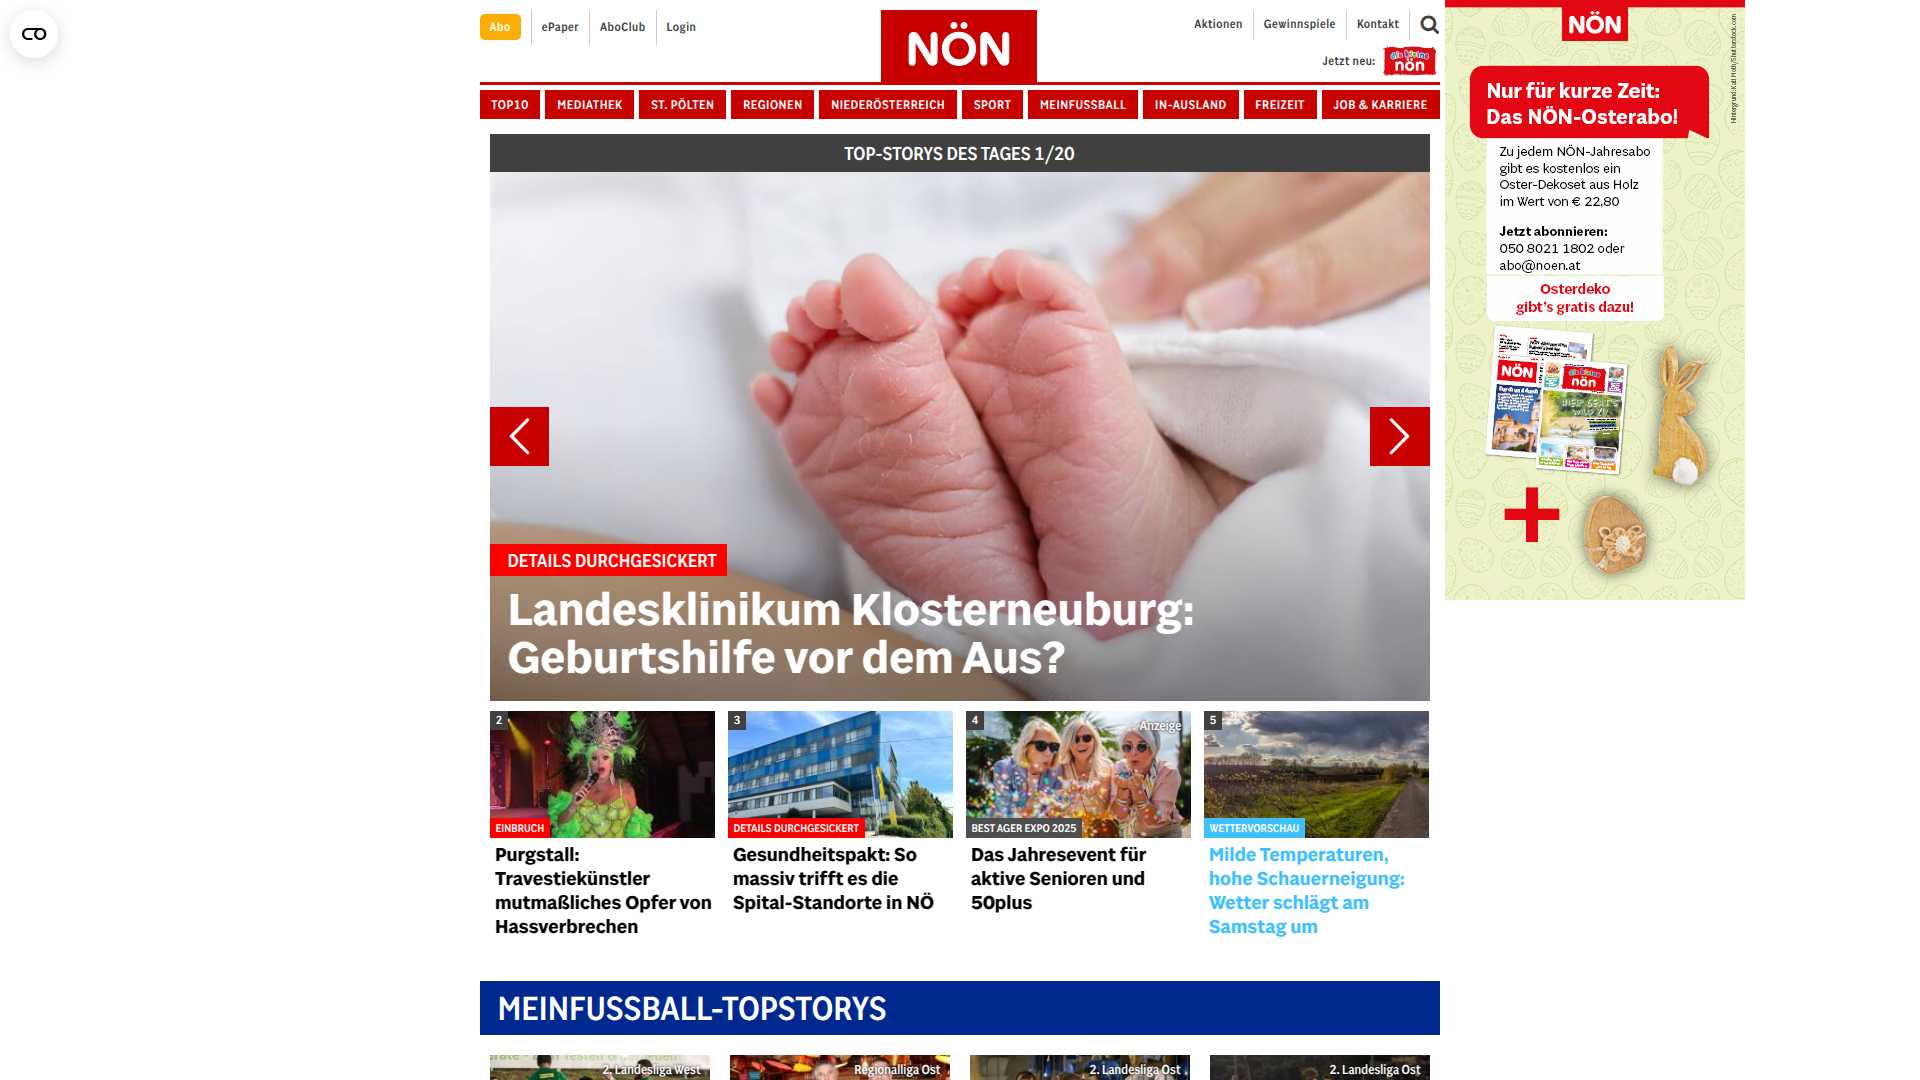 Abo
ePaper
AboClub
Login
NÖN
Aktionen
Gewinnspiele
Kontakt
Jetzt neu:
die kleine
nön
TOP10
MEDIATHEK
ST. PÖLTEN
REGIONEN
NIEDERÖSTERREICH
SPORT
MEINFUSSBALL
IN-AUSLAND
FREIZEIT
JOB & KARRIERE
TOP-STORYS DES TAGES 1/20
DETAILS DURCHGESICKERT
Landesklinikum Klosterneuburg:
Geburtshilfe vor dem Aus?
2
EINBRUCH
Purgstall:
Travestiekünstler
mutmaßliches Opfer von
Hassverbrechen
3
DETAILS DURCHGESICKERT
Gesundheitspakt: So
massiv trifft es die
Spital-Standorte in NÖ
4
Anzeige
BEST AGER EXPO 2025
Das Jahresevent für
aktive Senioren und
50plus
5
WETTERVORSCHAU
Milde Temperaturen,
hohe Schauerneigung:
Wetter schlägt am
Samstag um
MEINFUSSBALL-TOPSTORYS
2. Landesliga West
Regionalliga Ost
2. Landesliga Ost
2. Landesliga Ost
NÖN
Nur für kurze Zeit:
Das NÖN-Osterabo!
Zu jedem NÖN-Jahresabo
gibt es kostenlos ein
Oster-Dekoset aus Holz
im Wert von € 22,80
Jetzt abonnieren:
050 8021 1802 oder
abo@noen.at
Osterdeko
gibt's gratis dazu!
NÖN
die kleine
nön
+